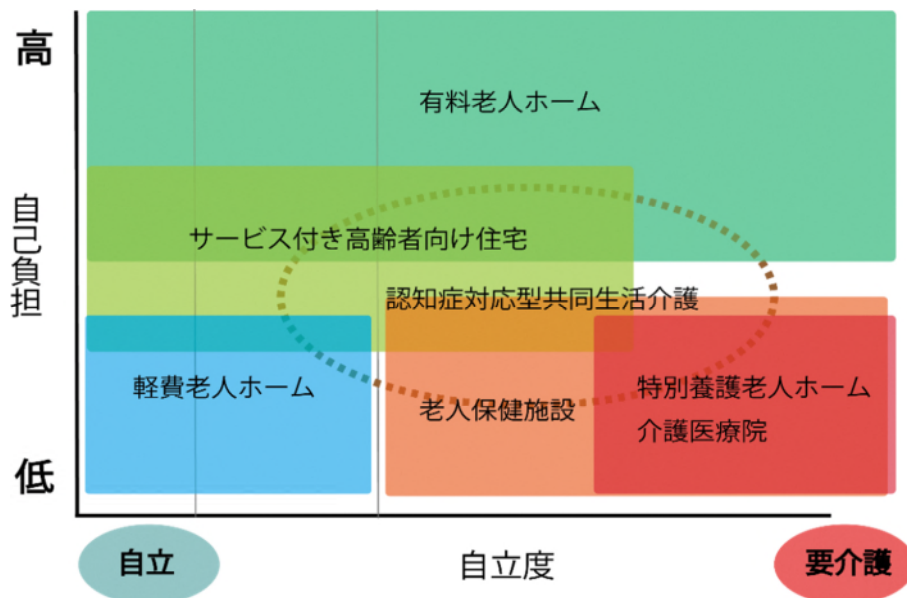 高
有料老人ホーム
自己負担
サービス付き高齢者向け住宅
認知症対応型共同生活介護
軽費老人ホーム
老人保健施設
特別養護老人ホーム
介護医療院
低
自立
自立度
要介護